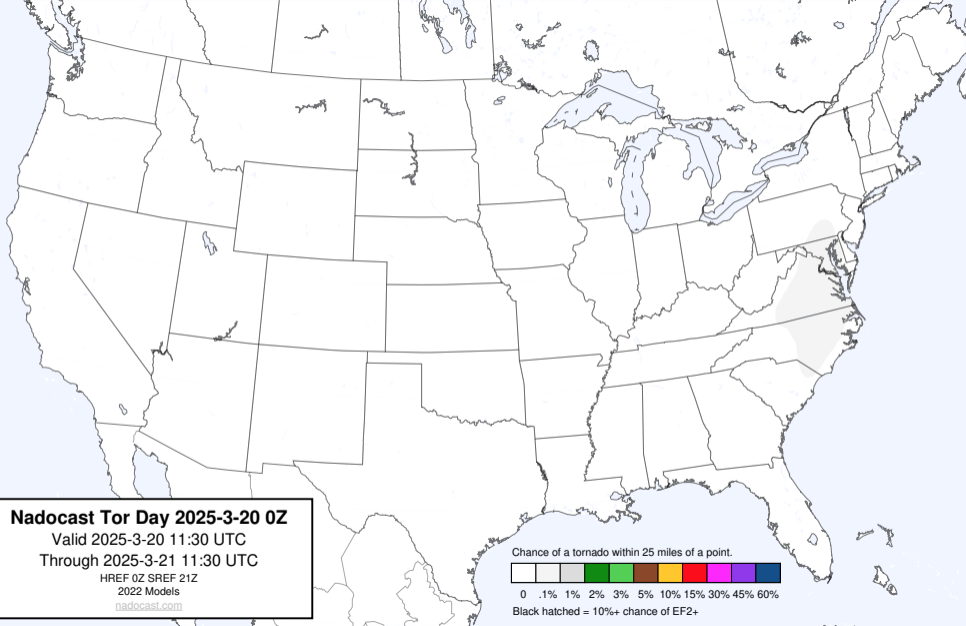 Nadocast Tor Day 2025-3-20 0Z
Valid 2025-3-20 11:30 UTC
Through 2025-3-21 11:30 UTC
HREF 0Z SREF 21Z
2022 Models
nadocast.com
Chance of a tornado within 25 miles of a point.
0 .1% 1% 2% 3% 5% 10% 15% 30% 45% 60%
Black hatched = 10%+ chance of EF2+